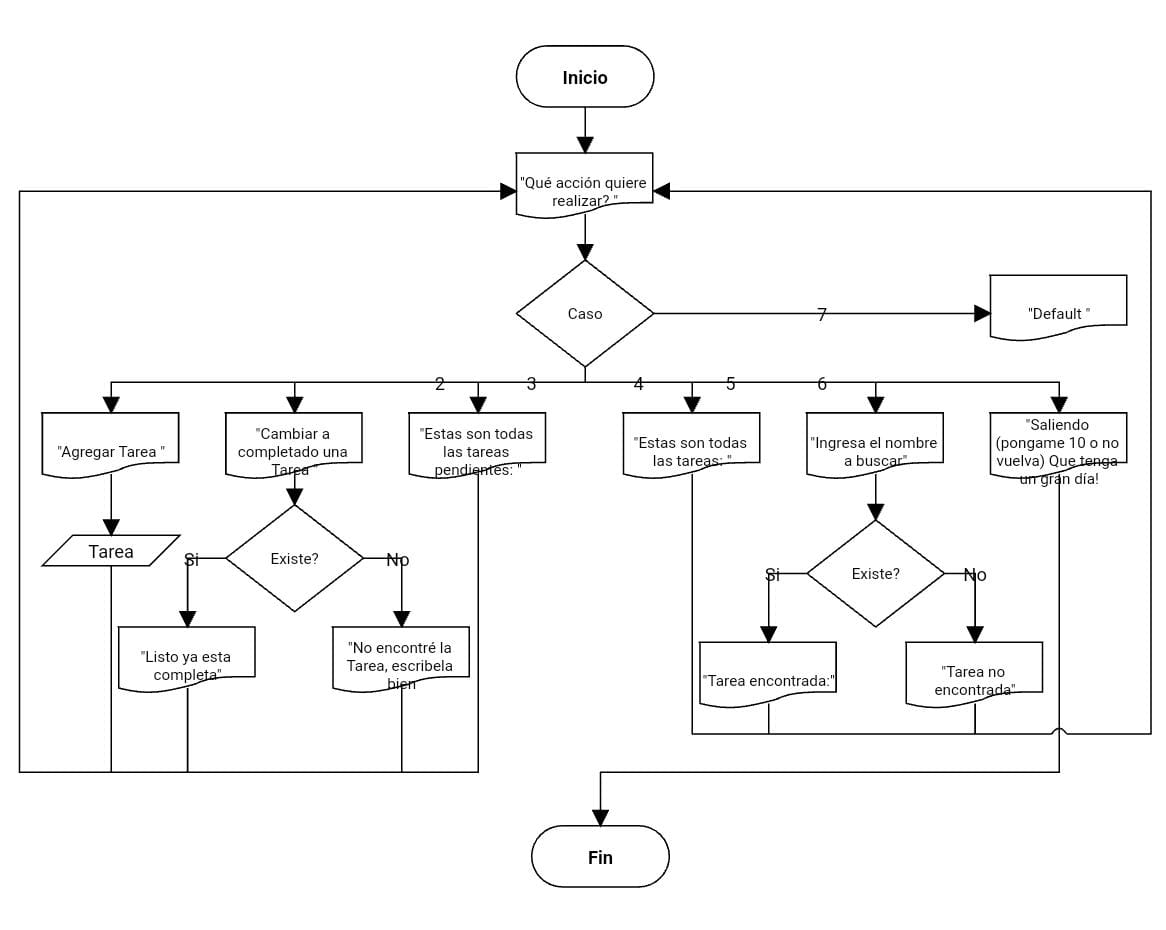 Inicio
"Qué acción quiere
realizar? "
Caso
7
"Default "
2
3
4
5
6
"Agregar Tarea "
"Cambiar a
completado una
Tarea "
"Estas son todas
las tareas
pendientes: "
"Estas son todas
las tareas: "
"Ingresa el nombre
a buscar"
"Saliendo
(pongame 10 o no
vuelva) Que tenga
un gran día!
Tarea
Si
Existe?
No
Si
Existe?
No
"Listo ya esta
completa"
"No encontré la
Tarea, escribela
bien
"Tarea encontrada:"
"Tarea no
encontrada"
Fin